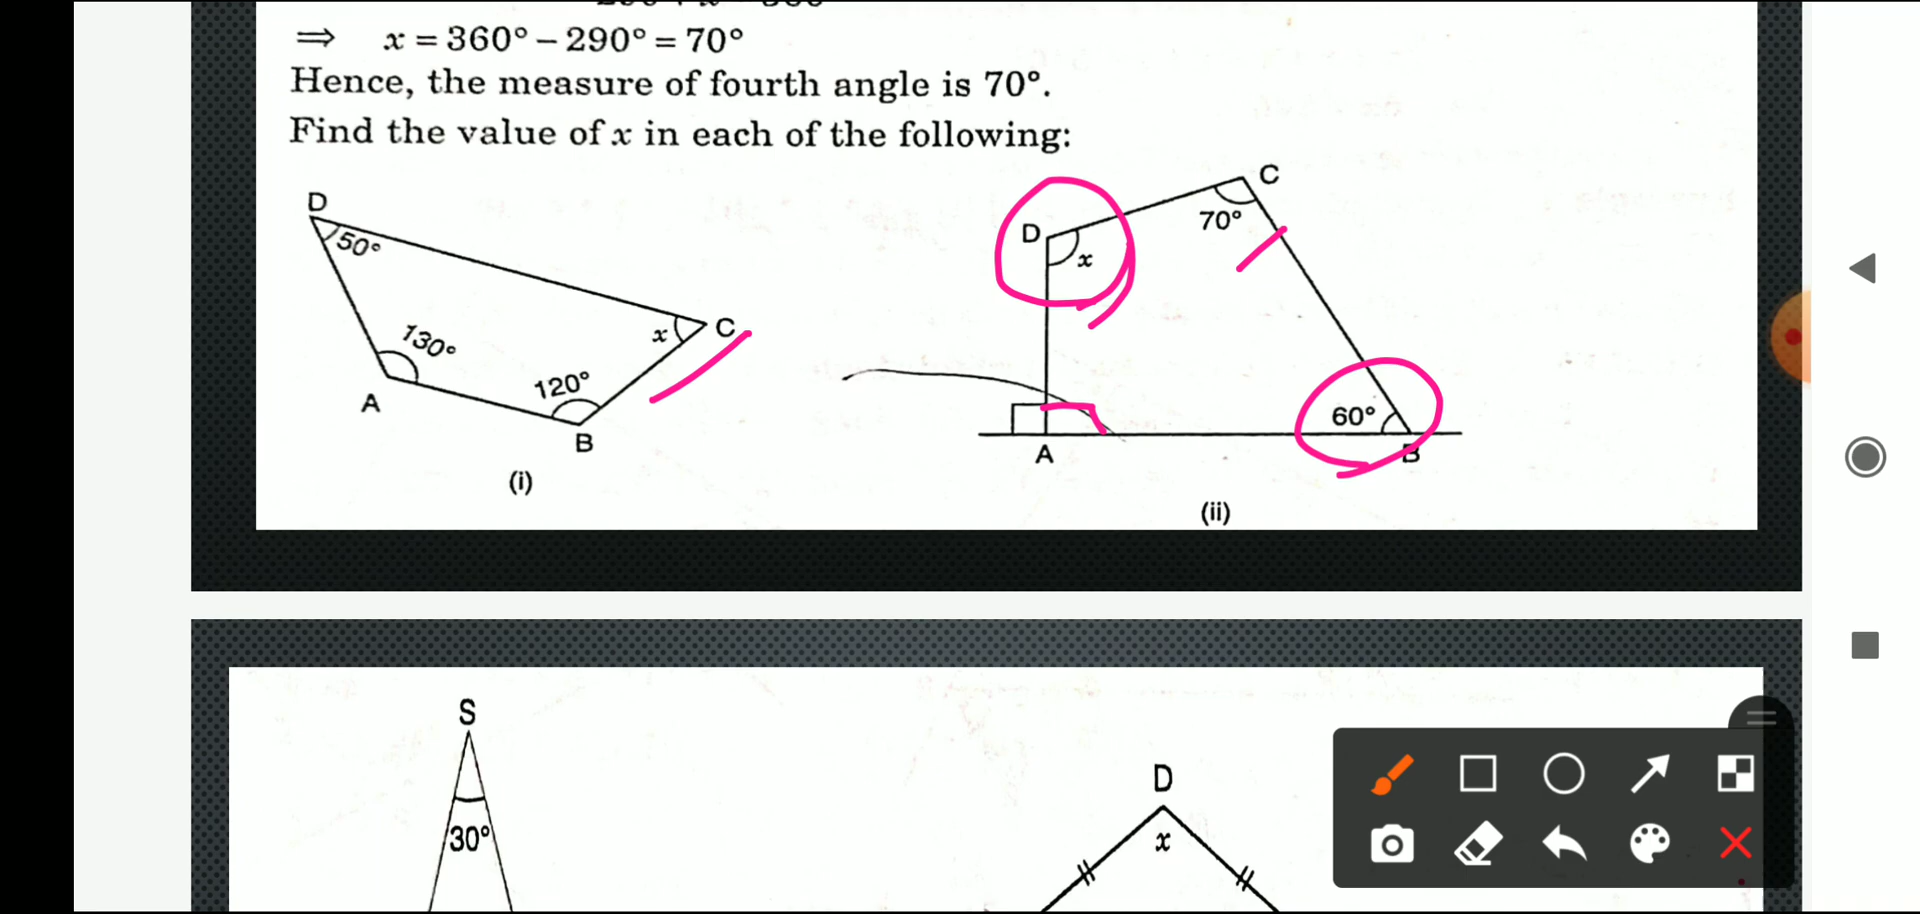 ⇒ x = 360° – 290° = 70°
Hence, the measure of fourth angle is 70°.
Find the value of x in each of the following:
D
50°
130°
x
C
120°
A
B
(i)
C
70°
D
x
60°
A
B
(ii)
S
30°
D
x